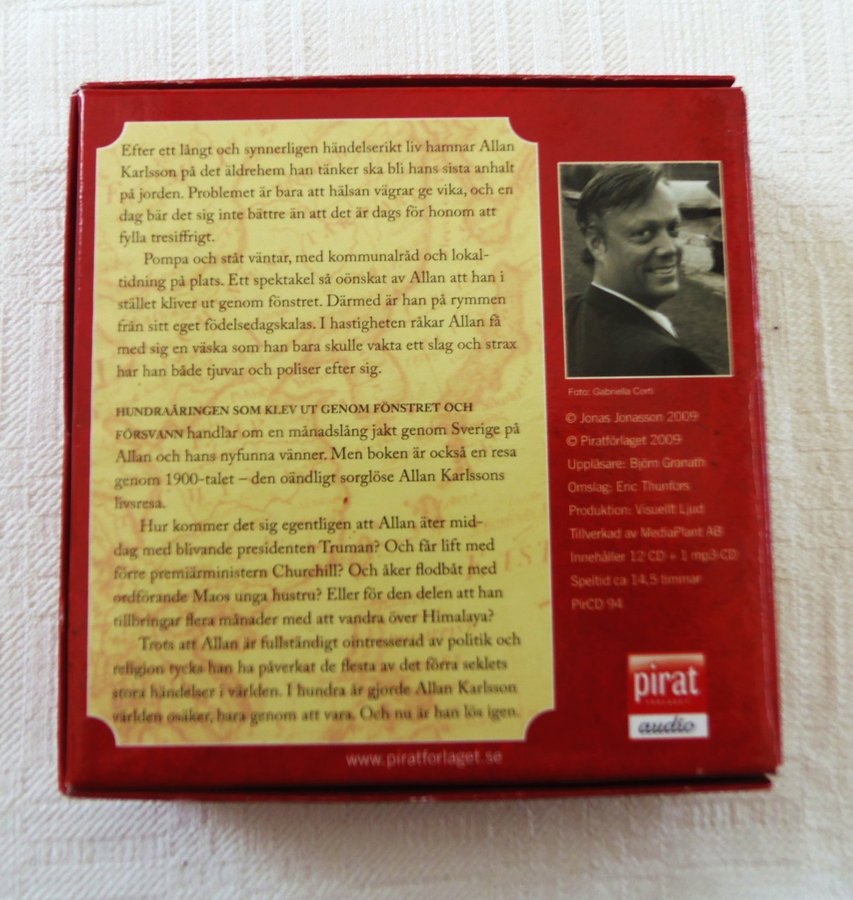 Efter ett långt och synnerligen händelserikt liv hamnar Allan
Karlsson på det äldrehem han tänker ska bli hans sista anhalt
på jorden. Problemet är bara att hälsan vägrar ge vika, och en
dag bär det sig inte bättre än att det är dags för honom att
fylla tresiffrigt.
Pompa och ståt väntar, med kommunalråd och lokal-
tidning på plats. Ett spektakel så oönskat av Allan att han i
stället kliver ut genom fönstret. Därmed är han på rymmen
från sitt eget födelsedagskalas. I hastigheten råkar Allan få
med sig en väska som han bara skulle vakta ett slag och strax
har han både tjuvar och poliser efter sig.
HUNDRAÅRINGEN SOM KLEV UT GENOM FÖNSTRET OCH
FÖRSVANN handlar om en månadslång jakt genom Sverige på
Allan och hans nyfunna vänner. Men boken är också en resa
genom 1900-talet – den oändligt sorglöse Allan Karlssons
livsresa.
Hur kommer det sig egentligen att Allan äter mid-
dag med blivande presidenten Truman? Och får lift med
förre premiärministern Churchill? Och åker flodbåt med
ordförande Maos unga hustru? Eller för den delen att han
tillbringar flera månader med att vandra över Himalaya?
Trots att Allan är fullständigt ointresserad av politik och
religion tycks han ha påverkat de flesta av det förra seklets
stora händelser i världen. I hundra år gjorde Allan Karlsson
världen osäker, bara genom att vara. Och nu är han lös igen.
www.piratforlaget.se
Foto: Gabriella Corti
© Jonas Jonasson 2009
© Piratförlaget 2009
Uppläsare: Björn Granath
Omslag: Eric Thunfors
Produktion: Visuellt Ljud
Tillverkad av MediaPlant AB
Innehåller 12 CD + 1 mp3-CD
Speltid ca 14,5 timmar
PirCD 94
pirat
FÖRLAGET
audio